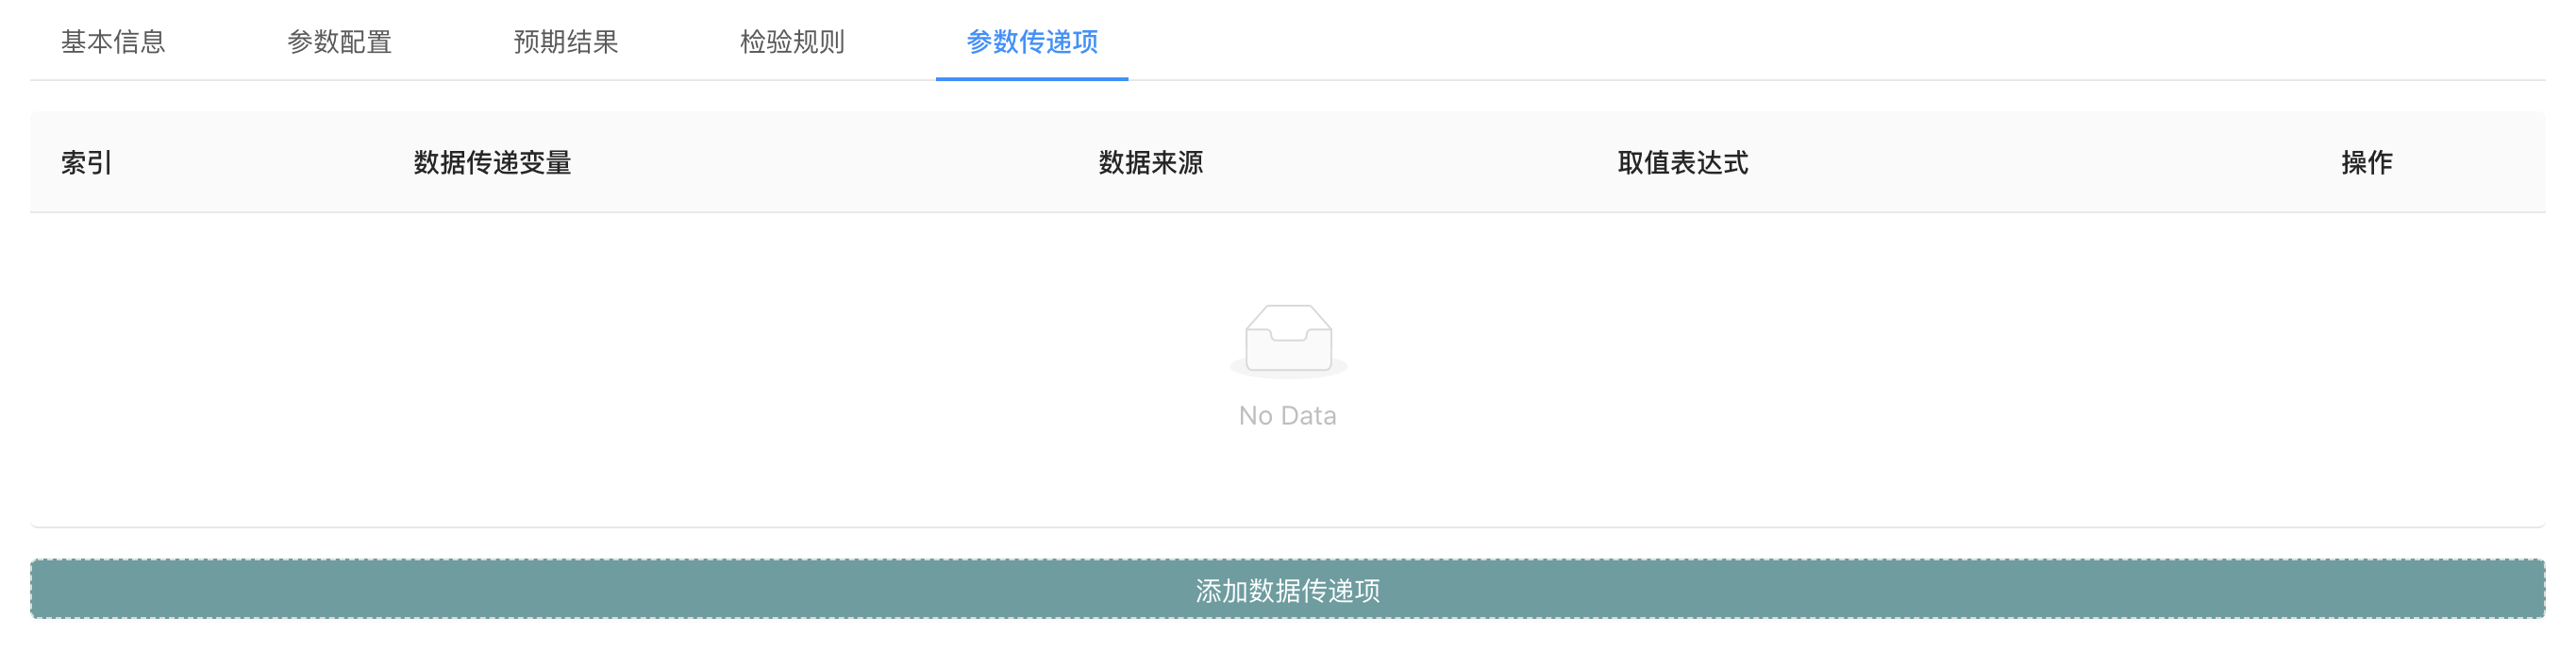 基本信息 参数配置 预期结果 检验规则 参数传递项
索引 数据传递变量 数据来源 取值表达式 操作
No Data
添加数据传递项